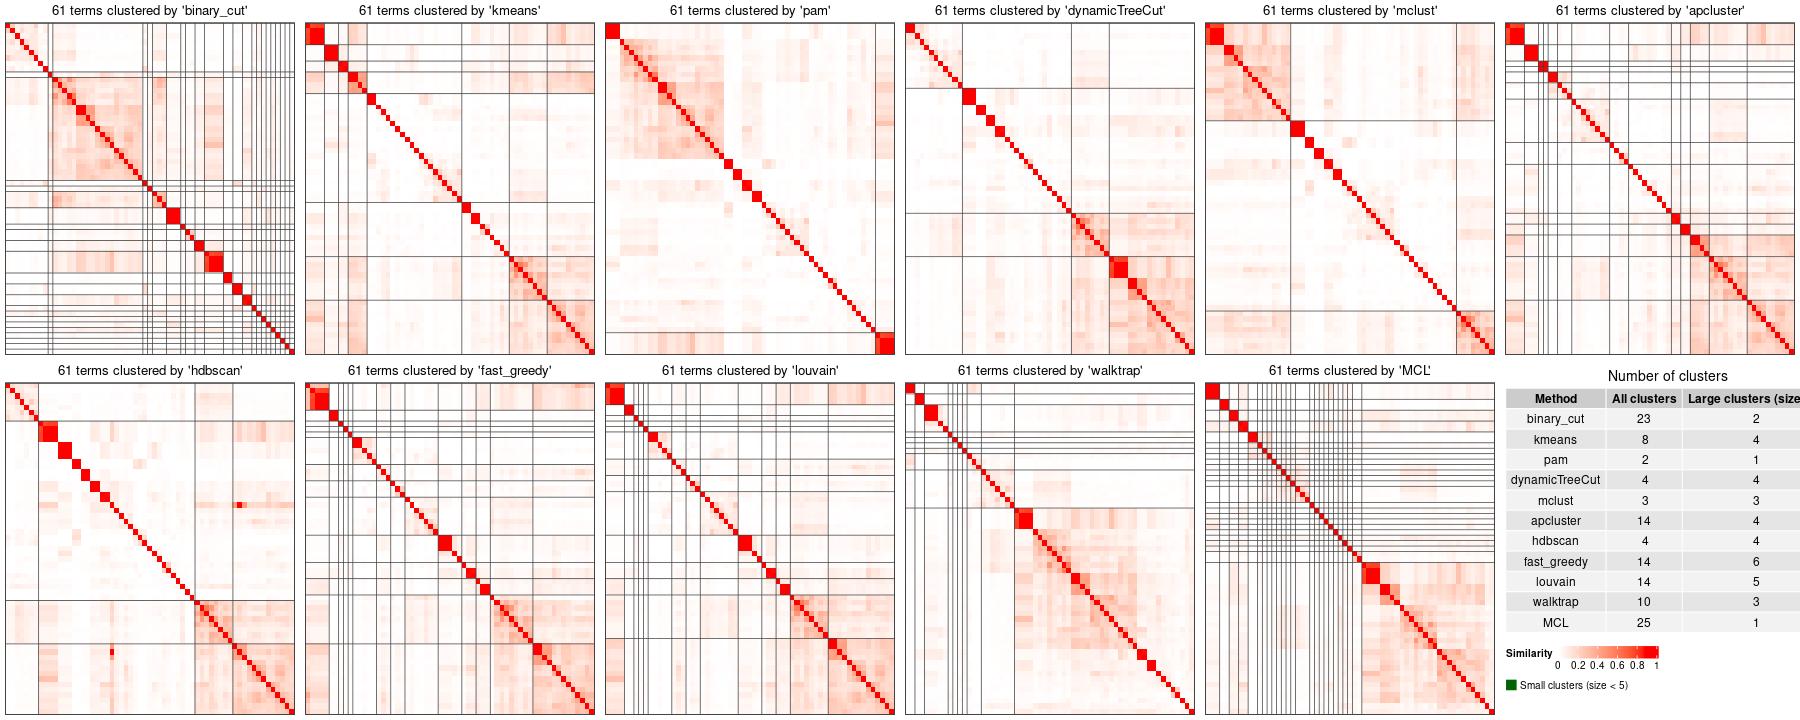 61 terms clustered by 'binary_cut'
61 terms clustered by 'kmeans'
61 terms clustered by 'pam'
61 terms clustered by 'dynamicTreeCut'
61 terms clustered by 'mclust'
61 terms clustered by 'apcluster'
61 terms clustered by 'hdbscan'
61 terms clustered by 'fast_greedy'
61 terms clustered by 'louvain'
61 terms clustered by 'walktrap'
61 terms clustered by 'MCL'
Number of clusters
Method All clusters Large clusters (size
binary_cut 23 2
kmeans 8 4
pam 2 1
dynamicTreeCut 4 4
mclust 3 3
apcluster 14 4
hdbscan 4 4
fast_greedy 14 6
louvain 14 5
walktrap 10 3
MCL 25 1
Similarity
0 0.2 0.4 0.6 0.8 1
Small clusters (size < 5)